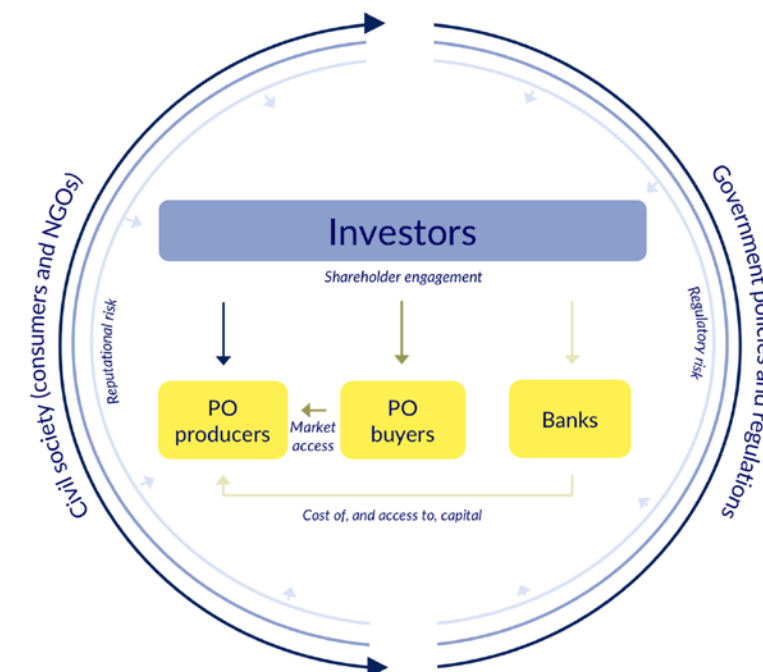 Civil society (consumers and NGOs)
Government policies and regulations
Reputational risk
Regulatory risk
Investors
Shareholder engagement
PO
producers
Market
access
PO
buyers
Banks
Cost of, and access to, capital